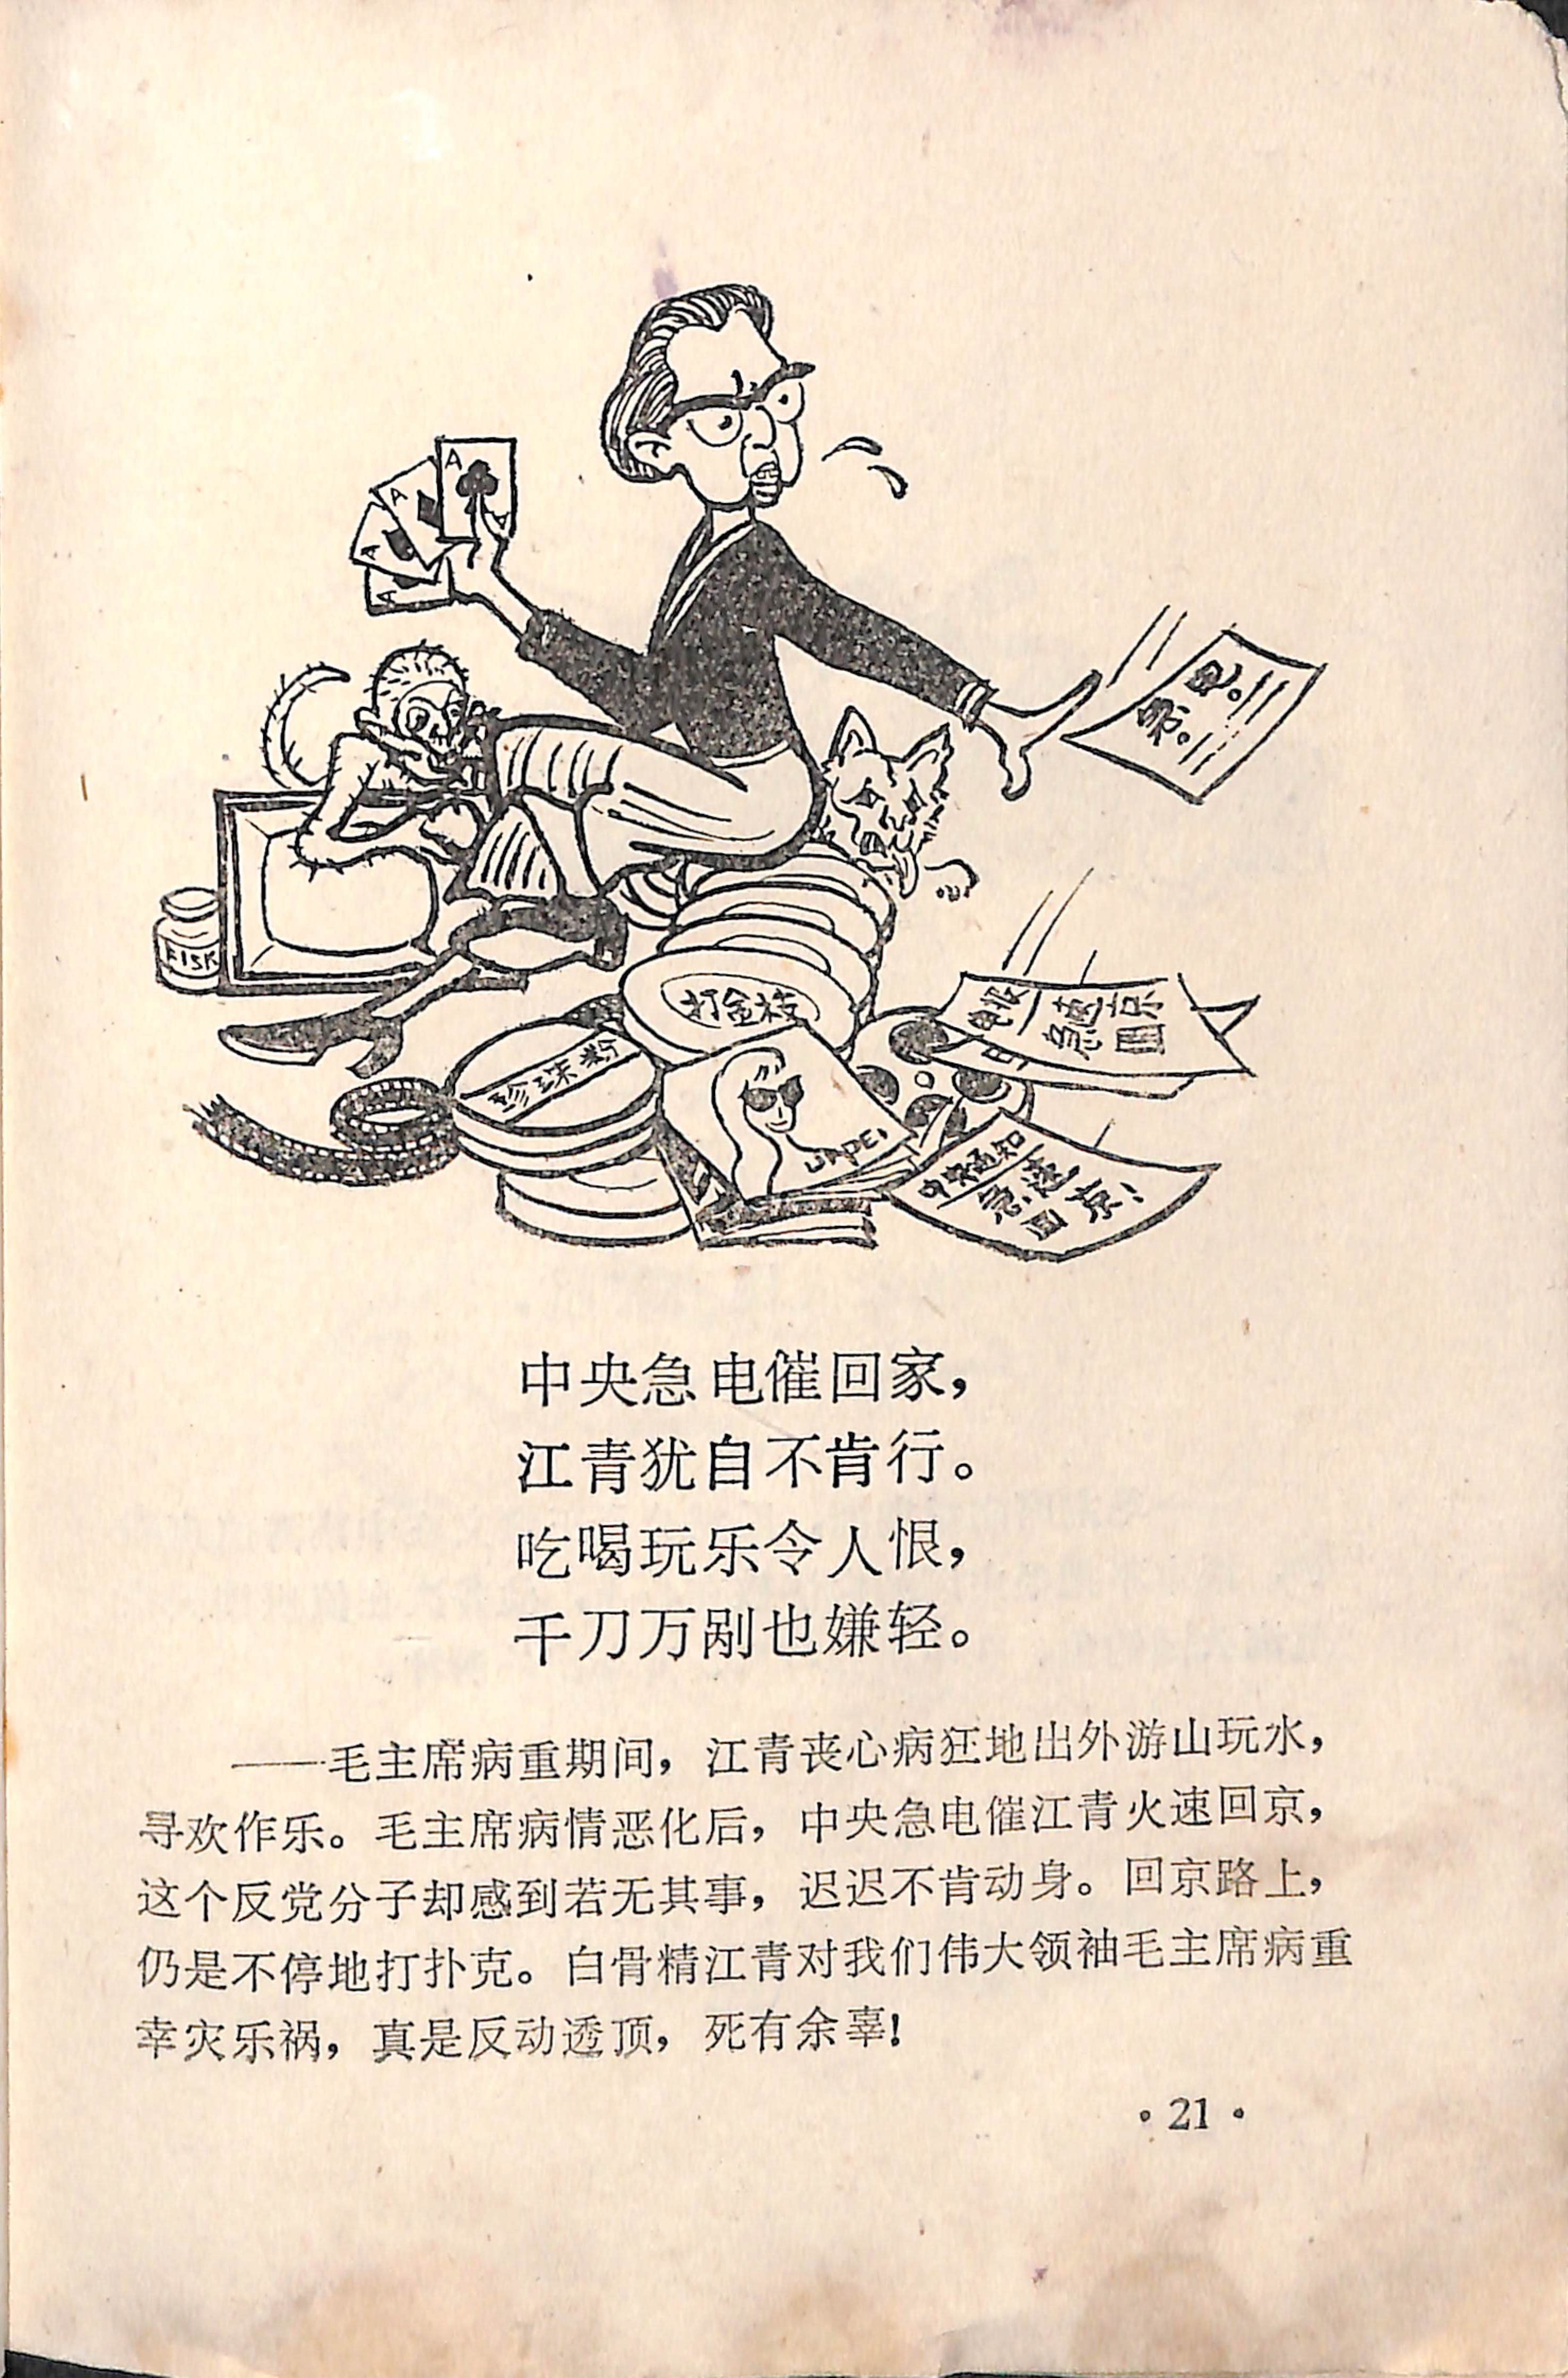 A
A
A
A
急电
FISK
打金枝
珍珠粉
电报
急速
回京
中央通知
急速
回京!
中央急电催回家，
江青犹自不肯行。
吃喝玩乐令人恨，
千刀万剐也嫌轻。
——毛主席病重期间，江青丧心病狂地出外游山玩水，
寻欢作乐。毛主席病情恶化后，中央急电催江青火速回京，
这个反党分子却感到若无其事，迟迟不肯动身。回京路上，
仍是不停地打扑克。白骨精江青对我们伟大领袖毛主席病重
幸灾乐祸，真是反动透顶，死有余辜!
·21·